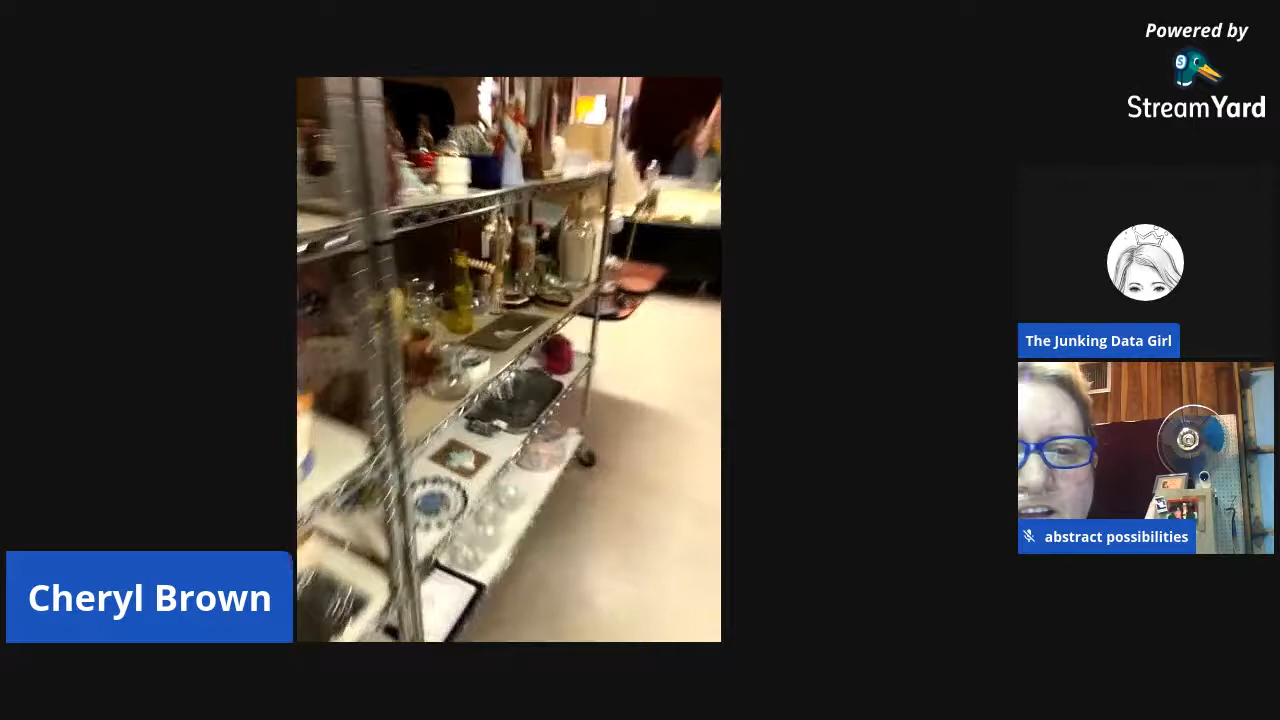 Powered by
StreamYard
The Junking Data Girl
abstract possibilities
Cheryl Brown